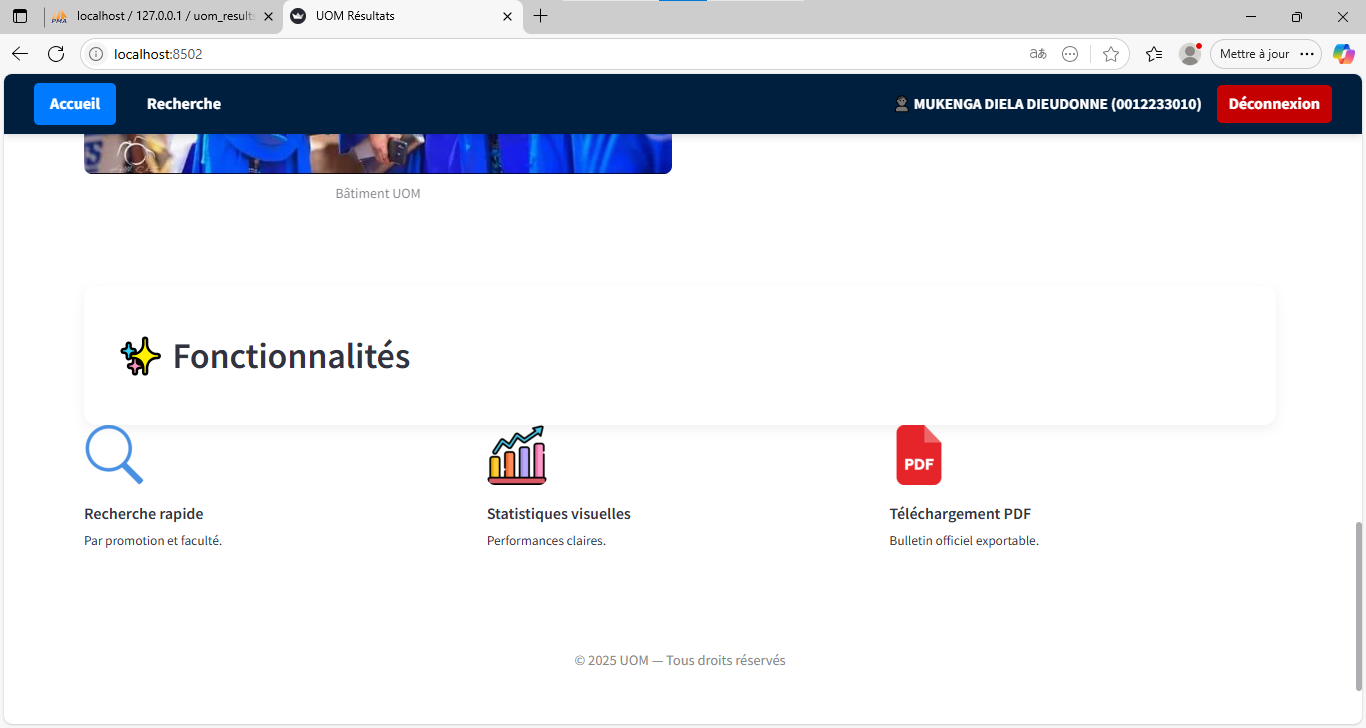 localhost / 127.0.0.1 / uom_results
UOM Résultats
localhost:8502
Mettre à jour
Accueil
Recherche
MUKENGA DIELA DIEUDONNE (0012233010)
Déconnexion
Bâtiment UOM
Fonctionnalités
PDF
Recherche rapide
Statistiques visuelles
Téléchargement PDF
Par promotion et faculté.
Performances claires.
Bulletin officiel exportable.
© 2025 UOM — Tous droits réservés